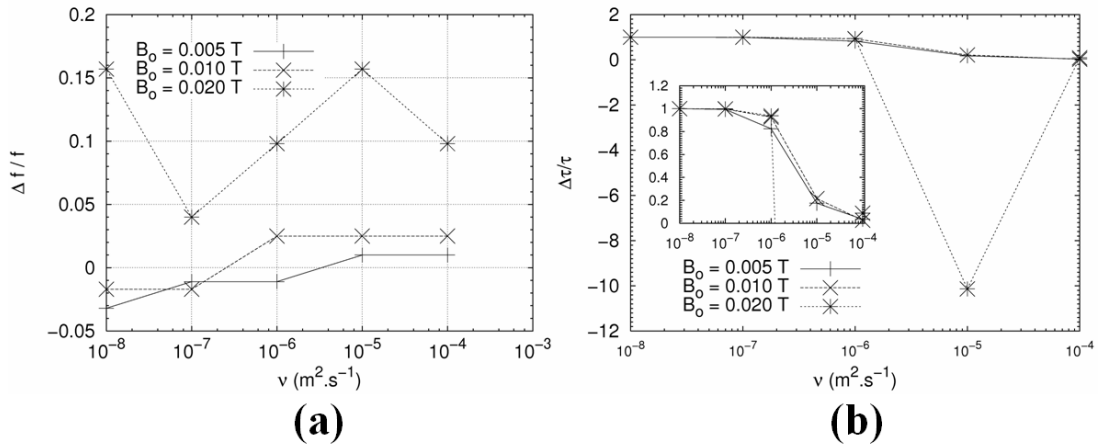 0.2
0.15
0.1
0.05
0
−0.05
Δ f / f
B₀ = 0.005 T
B₀ = 0.010 T
B₀ = 0.020 T
10⁻⁸ 10⁻⁷ 10⁻⁶ 10⁻⁵ 10⁻⁴ 10⁻³
ν (m².s⁻¹)
(a)
2
0
−2
−4
−6
−8
−10
−12
Δτ/τ
1.2
1
0.8
0.6
0.4
0.2
0
10⁻⁸ 10⁻⁷ 10⁻⁶ 10⁻⁵ 10⁻⁴
B₀ = 0.005 T
B₀ = 0.010 T
B₀ = 0.020 T
10⁻⁸ 10⁻⁷ 10⁻⁶ 10⁻⁵ 10⁻⁴
ν (m².s⁻¹)
(b)